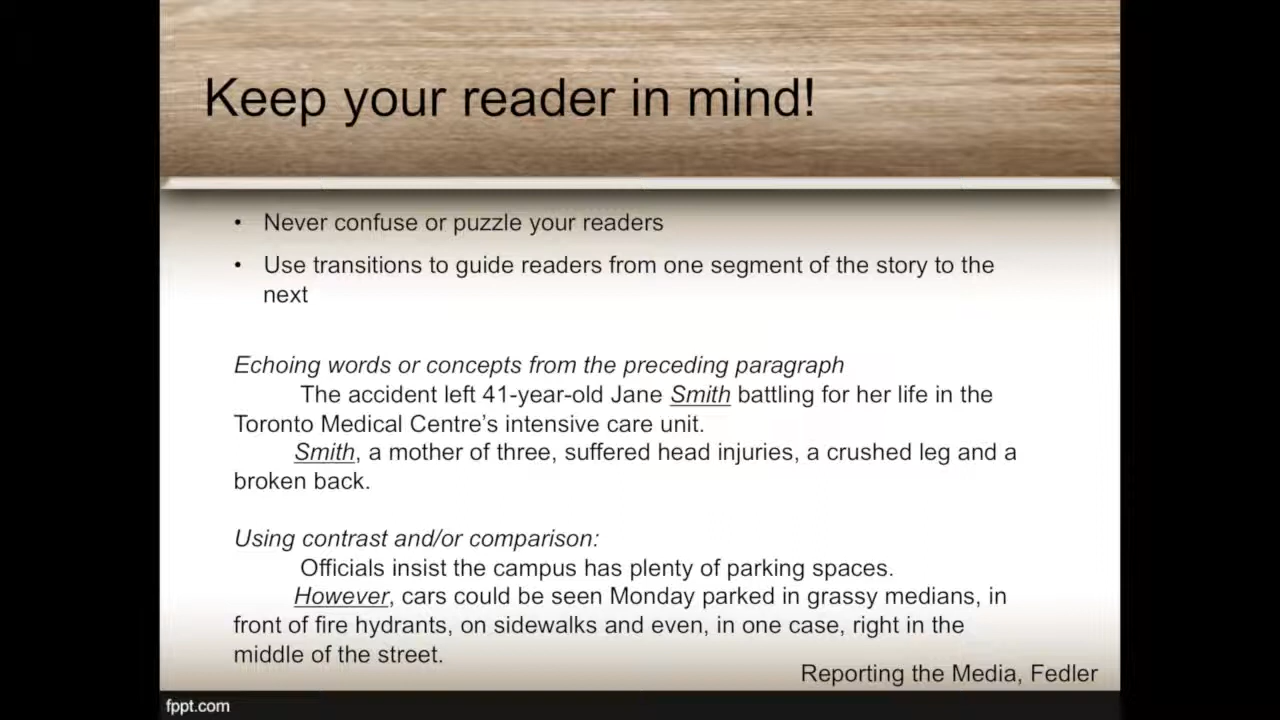 Keep your reader in mind!
• Never confuse or puzzle your readers
• Use transitions to guide readers from one segment of the story to the
next
Echoing words or concepts from the preceding paragraph
The accident left 41-year-old Jane Smith battling for her life in the
Toronto Medical Centre’s intensive care unit.
Smith, a mother of three, suffered head injuries, a crushed leg and a
broken back.
Using contrast and/or comparison:
Officials insist the campus has plenty of parking spaces.
However, cars could be seen Monday parked in grassy medians, in
front of fire hydrants, on sidewalks and even, in one case, right in the
middle of the street.
Reporting the Media, Fedler
fppt.com